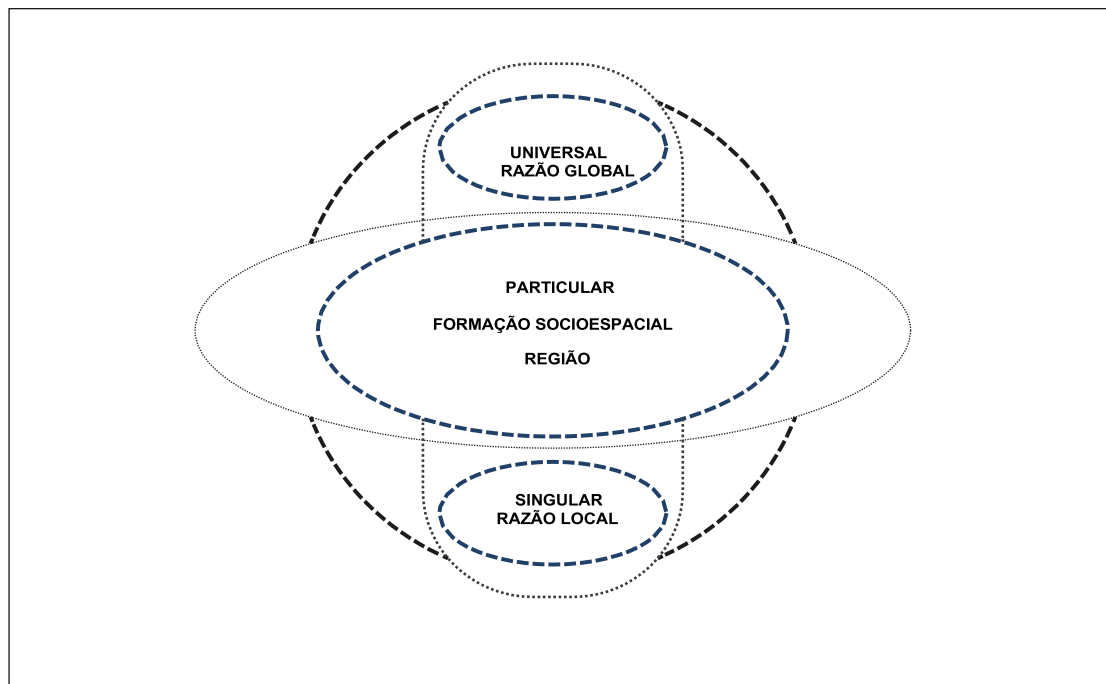 UNIVERSAL
RAZÃO GLOBAL
PARTICULAR
FORMAÇÃO SOCIOESPACIAL
REGIÃO
SINGULAR
RAZÃO LOCAL